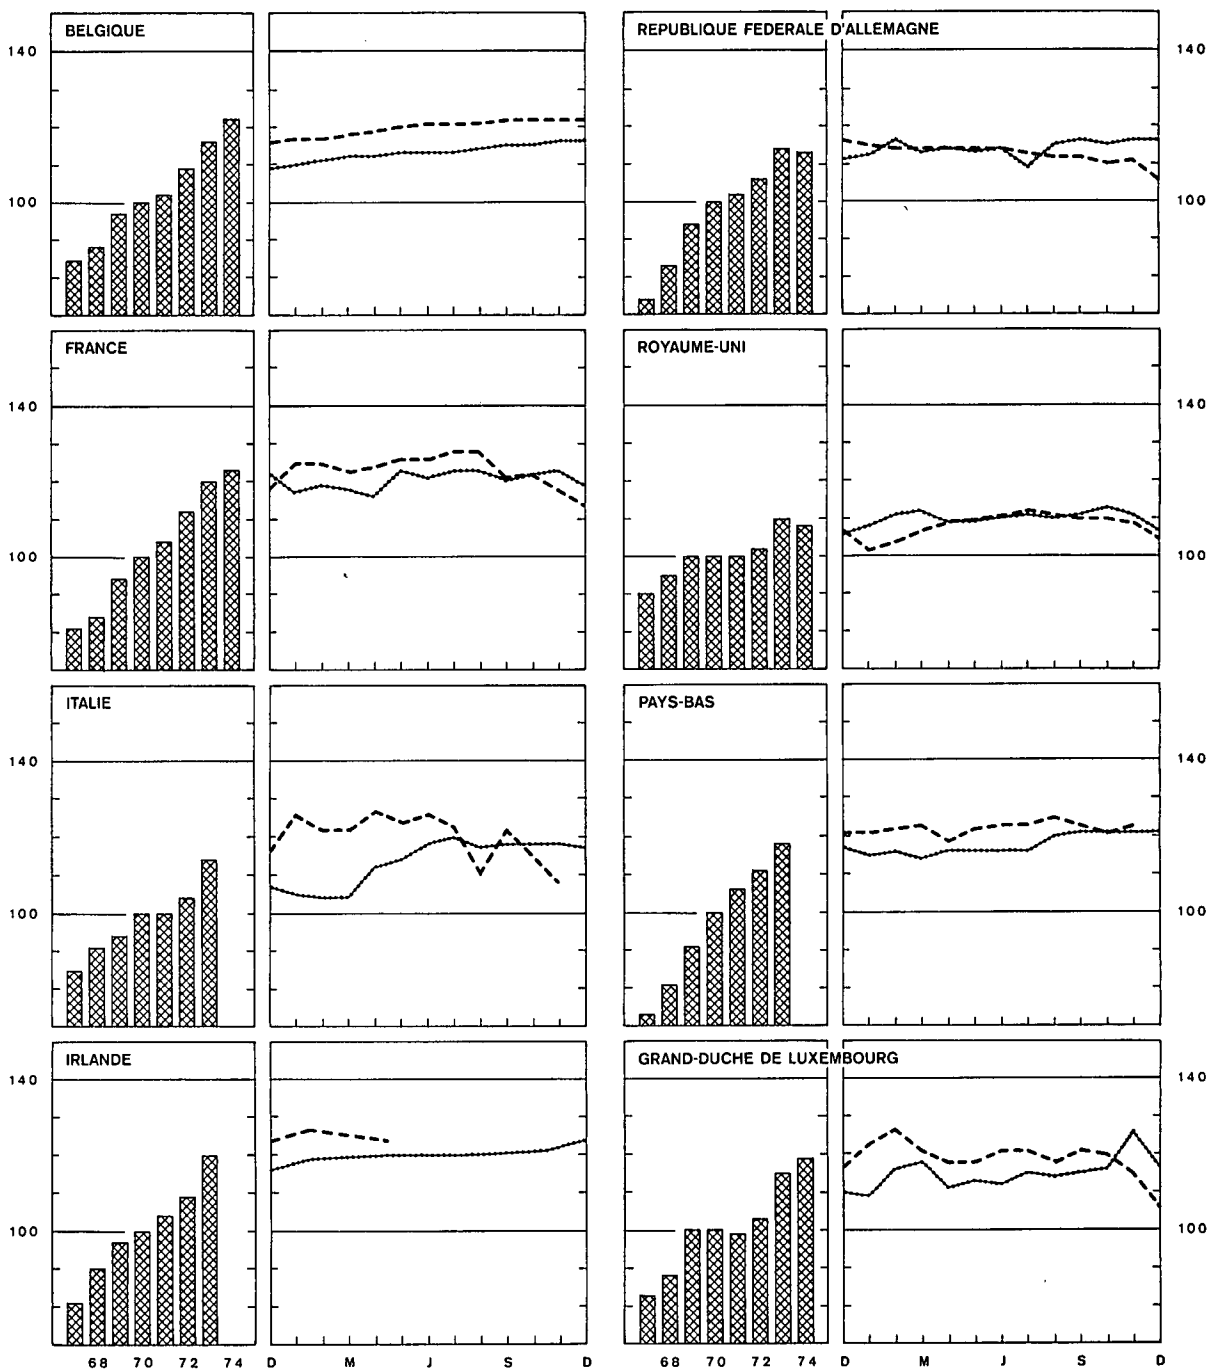 BELGIQUE
REPUBLIQUE FEDERALE D'ALLEMAGNE
140
140
100
100
FRANCE
ROYAUME-UNI
140
140
100
100
ITALIE
PAYS-BAS
140
140
100
100
IRLANDE
GRAND-DUCHE DE LUXEMBOURG
140
140
100
100
68 70 72 74 D M J S D
68 70 72 74 D M J S D